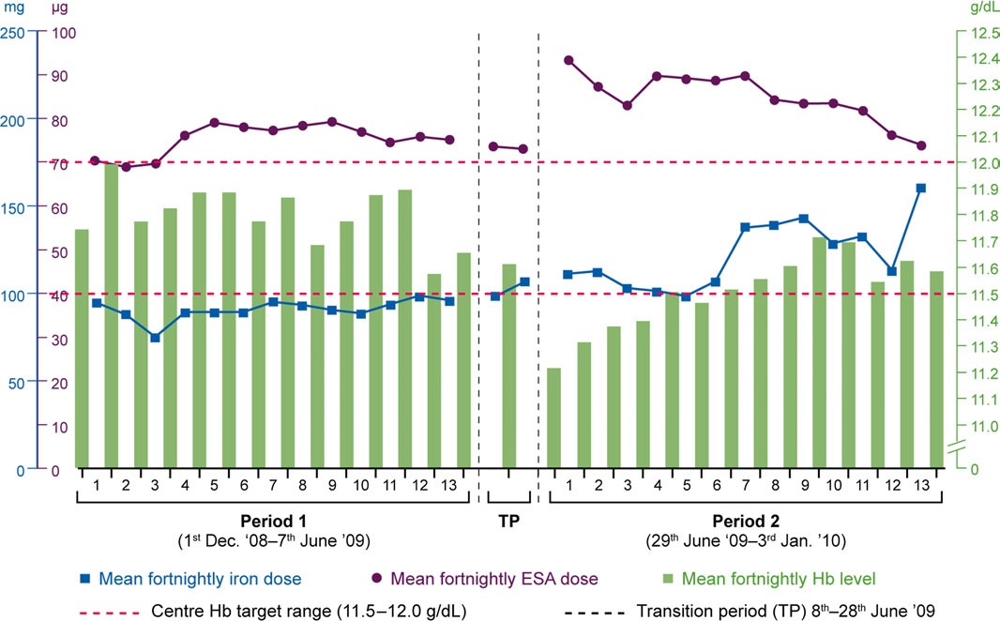 mg µg g/dL
250 100 12.5
90 12.4
12.3
200 80 12.2
12.1
70 12.0
150 60 11.9
11.8
50 11.7
11.6
100 40 11.5
11.4
30 11.3
50 20 11.2
11.1
10 11.0
0 0 0
1 2 3 4 5 6 7 8 9 10 11 12 13 1 2 3 4 5 6 7 8 9 10 11 12 13
Period 1 TP Period 2
(1st Dec. ‘08–7th June ’09) (29th June ‘09–3rd Jan. ’10)
Mean fortnightly iron dose Mean fortnightly ESA dose Mean fortnightly Hb level
Centre Hb target range (11.5–12.0 g/dL) Transition period (TP) 8th–28th June ’09